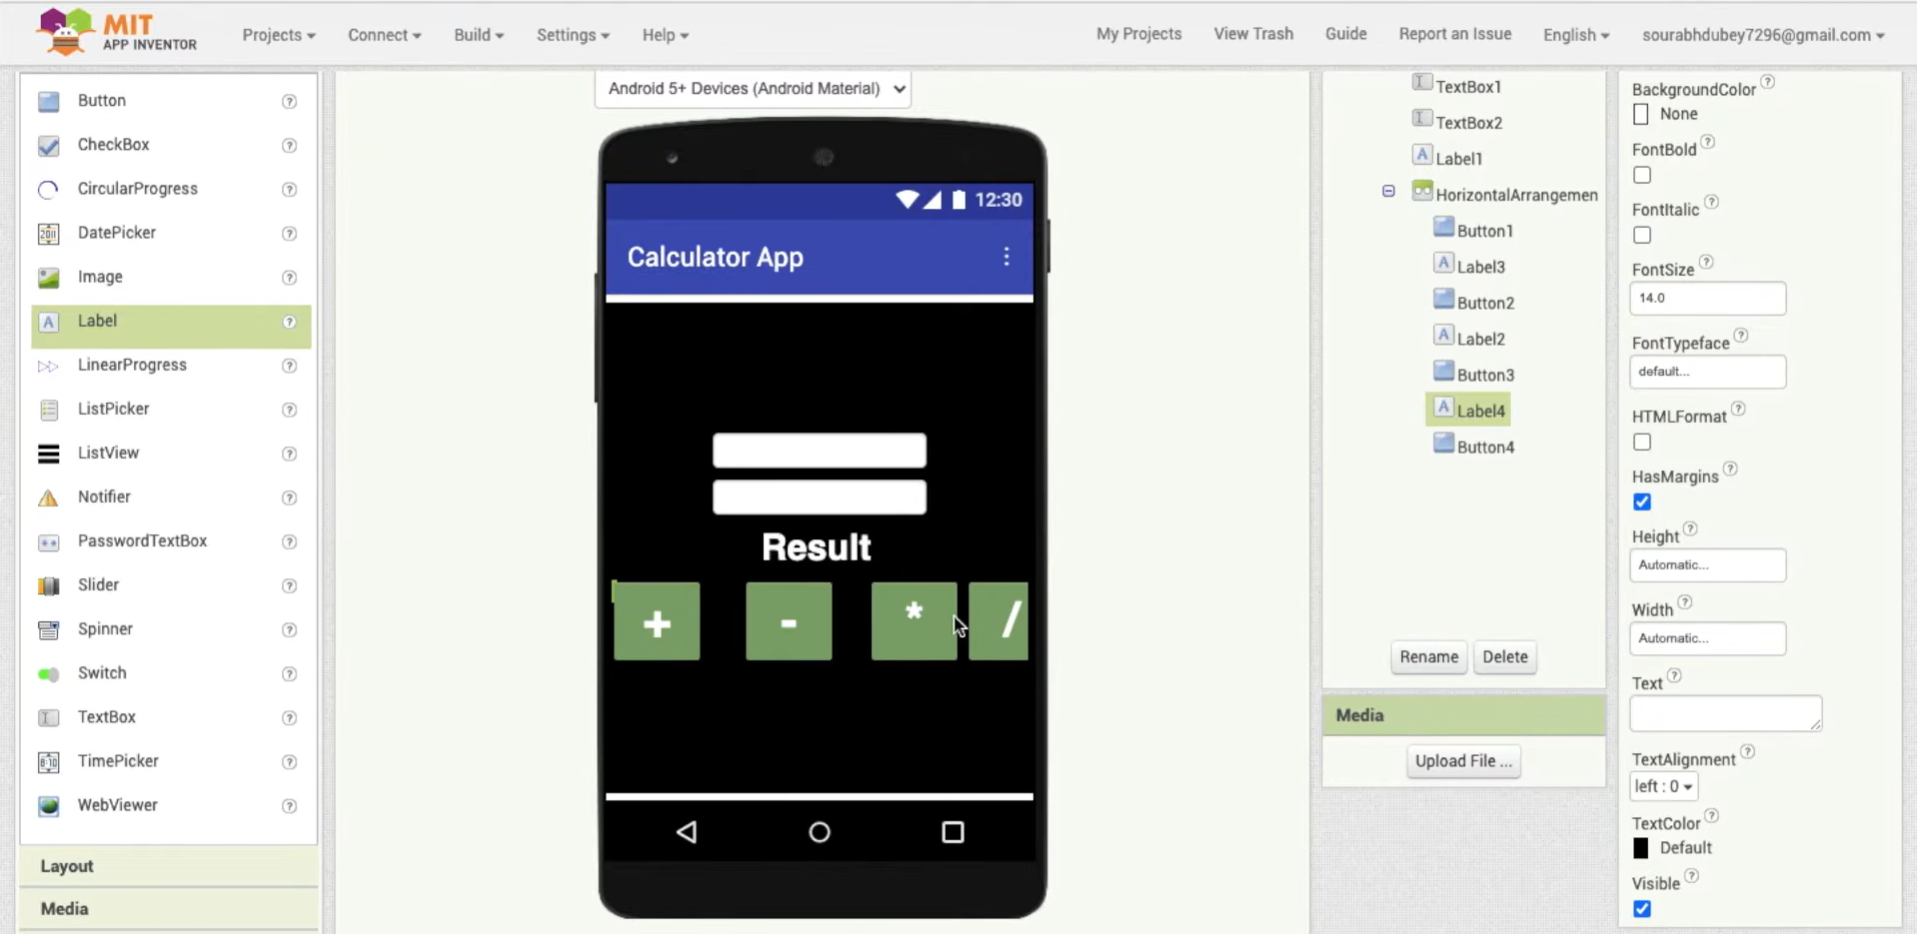 MIT
APP INVENTOR
Projects
Connect
Build
Settings
Help
My Projects
View Trash
Guide
Report an Issue
English
sourabhdubey7296@gmail.com
Button
CheckBox
CircularProgress
DatePicker
Image
Label
LinearProgress
ListPicker
ListView
Notifier
PasswordTextBox
Slider
Spinner
Switch
TextBox
TimePicker
WebViewer
Layout
Media
Android 5+ Devices (Android Material)
12:30
Calculator App
Result
+ - * /
TextBox1
TextBox2
Label1
HorizontalArrangemen
Button1
Label3
Button2
Label2
Button3
Label4
Button4
Rename
Delete
Media
Upload File ...
BackgroundColor
None
FontBold
FontItalic
FontSize
14.0
FontTypeface
default...
HTMLFormat
HasMargins
Height
Automatic...
Width
Automatic...
Text
TextAlignment
left : 0
TextColor
Default
Visible